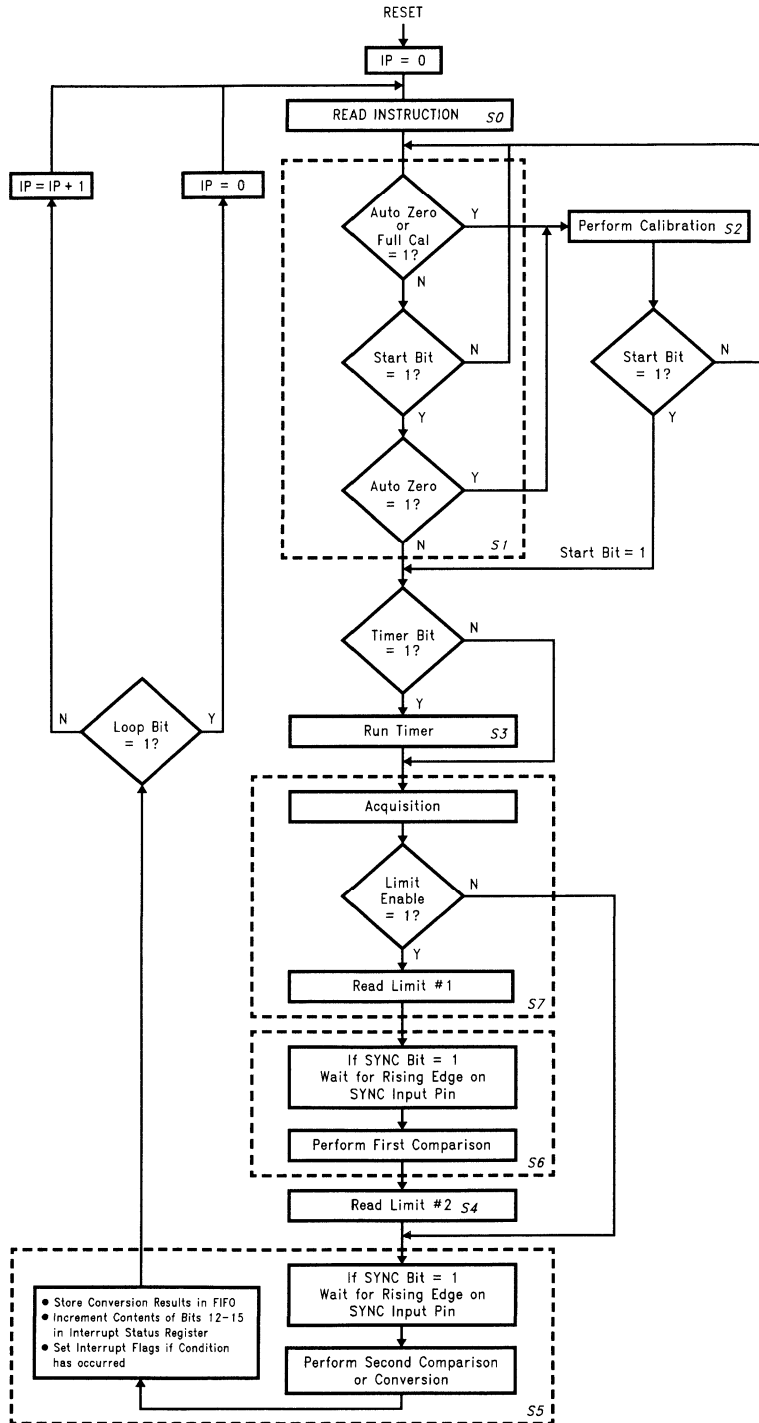 RESET
IP = 0
READ INSTRUCTION S0
IP = IP + 1
IP = 0
Auto Zero
or
Full Cal
= 1?
Y
N
Perform Calibration S2
Start Bit
= 1?
N
Y
Start Bit
= 1?
N
Y
Auto Zero
= 1?
Y
N
S1
Start Bit = 1
Timer Bit
= 1?
N
Y
Run Timer S3
Loop Bit
= 1?
N
Y
Acquisition
Limit
Enable
= 1?
N
Y
Read Limit #1
S7
If SYNC Bit = 1
Wait for Rising Edge on
SYNC Input Pin
Perform First Comparison
S6
Read Limit #2 S4
If SYNC Bit = 1
Wait for Rising Edge on
SYNC Input Pin
Perform Second Comparison
or Conversion
● Store Conversion Results in FIFO
● Increment Contents of Bits 12-15
in Interrupt Status Register
● Set Interrupt Flags if Condition
has occurred
S5